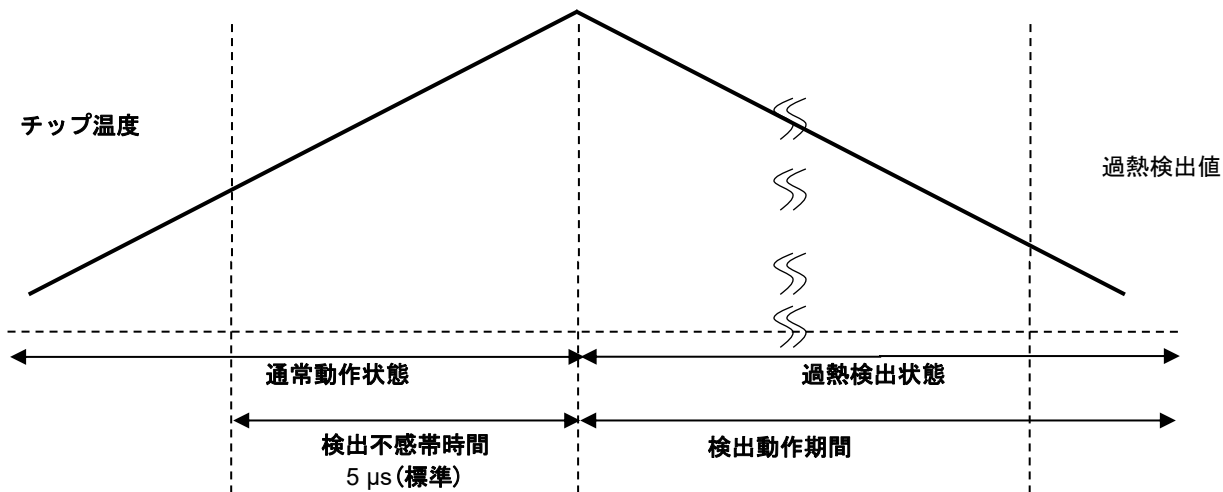 チップ温度
過熱検出値
通常動作状態
過熱検出状態
検出不感帯時間
5 μs(標準)
検出動作期間